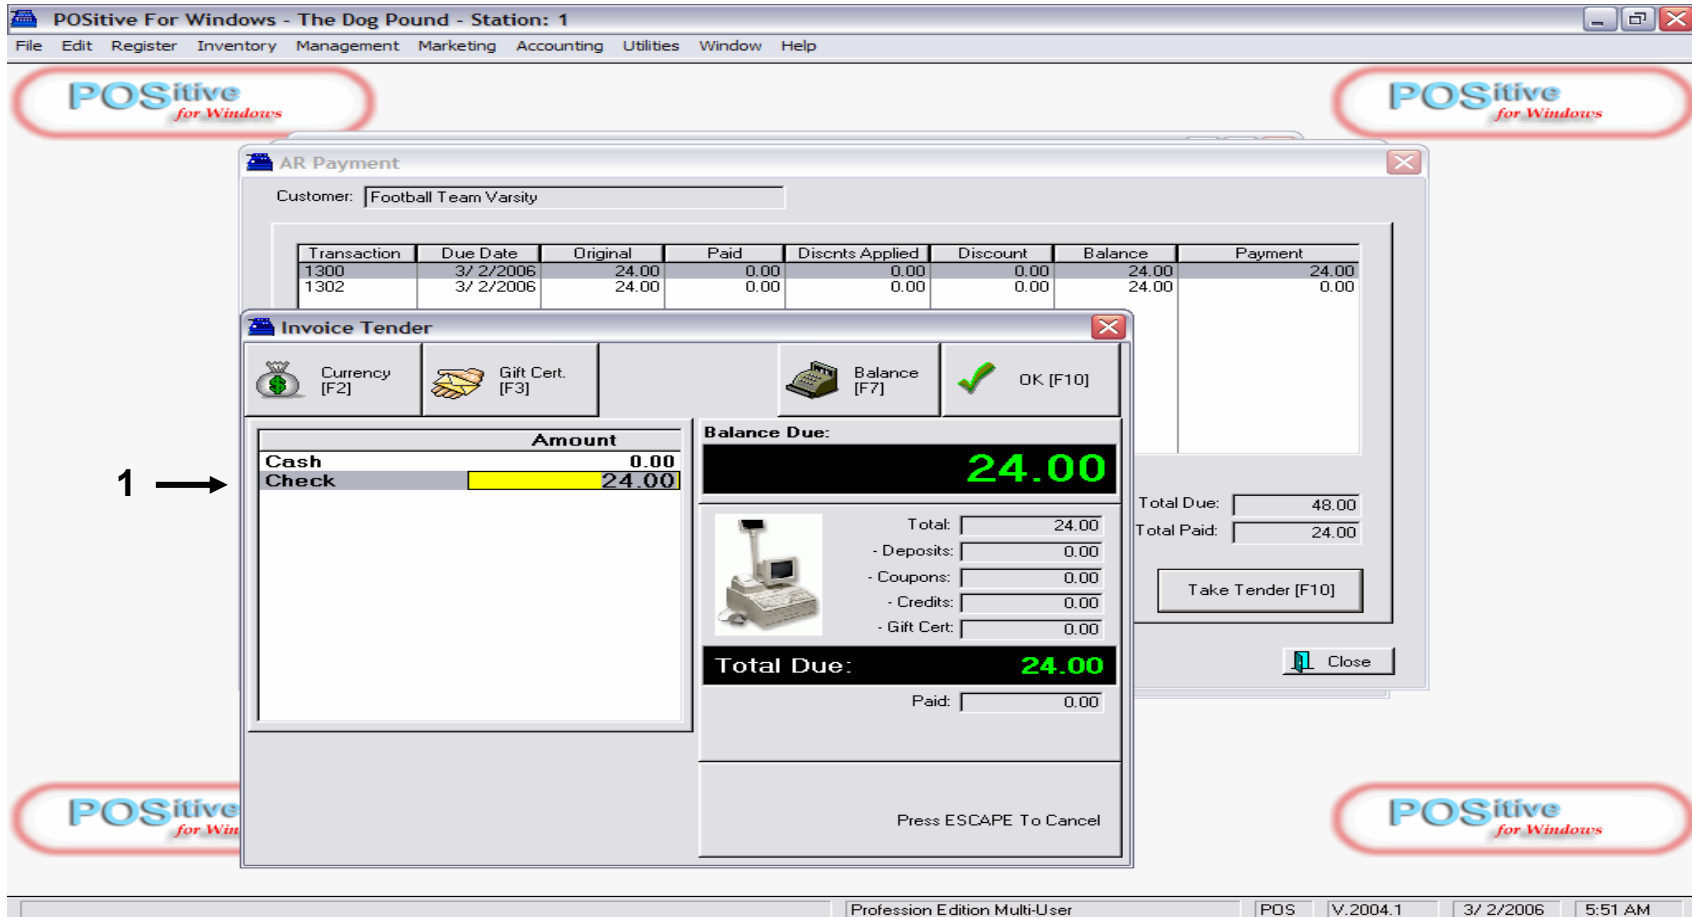 POSitive For Windows - The Dog Pound - Station: 1
File Edit Register Inventory Management Marketing Accounting Utilities Window Help
POSitive
for Windows
POSitive
for Windows
AR Payment
Customer: Football Team Varsity
Transaction Due Date Original Paid Discnts Applied Discount Balance Payment
1300 3/ 2/2006 24.00 0.00 0.00 0.00 24.00 24.00
1302 3/ 2/2006 24.00 0.00 0.00 0.00 24.00 0.00
Invoice Tender
Currency
[F2]
Gift Cert.
[F3]
Balance
[F7]
OK [F10]
Amount
Cash 0.00
1
Check 24.00
Balance Due:
24.00
Total: 24.00
- Deposits: 0.00
- Coupons: 0.00
- Credits: 0.00
- Gift Cert: 0.00
Total Due: 24.00
Paid: 0.00
Press ESCAPE To Cancel
Total Due: 48.00
Total Paid: 24.00
Take Tender [F10]
Close
POSitive
for Win
POSitive
for Windows
Profession Edition Multi-User POS V.2004.1 3/ 2/2006 5:51 AM